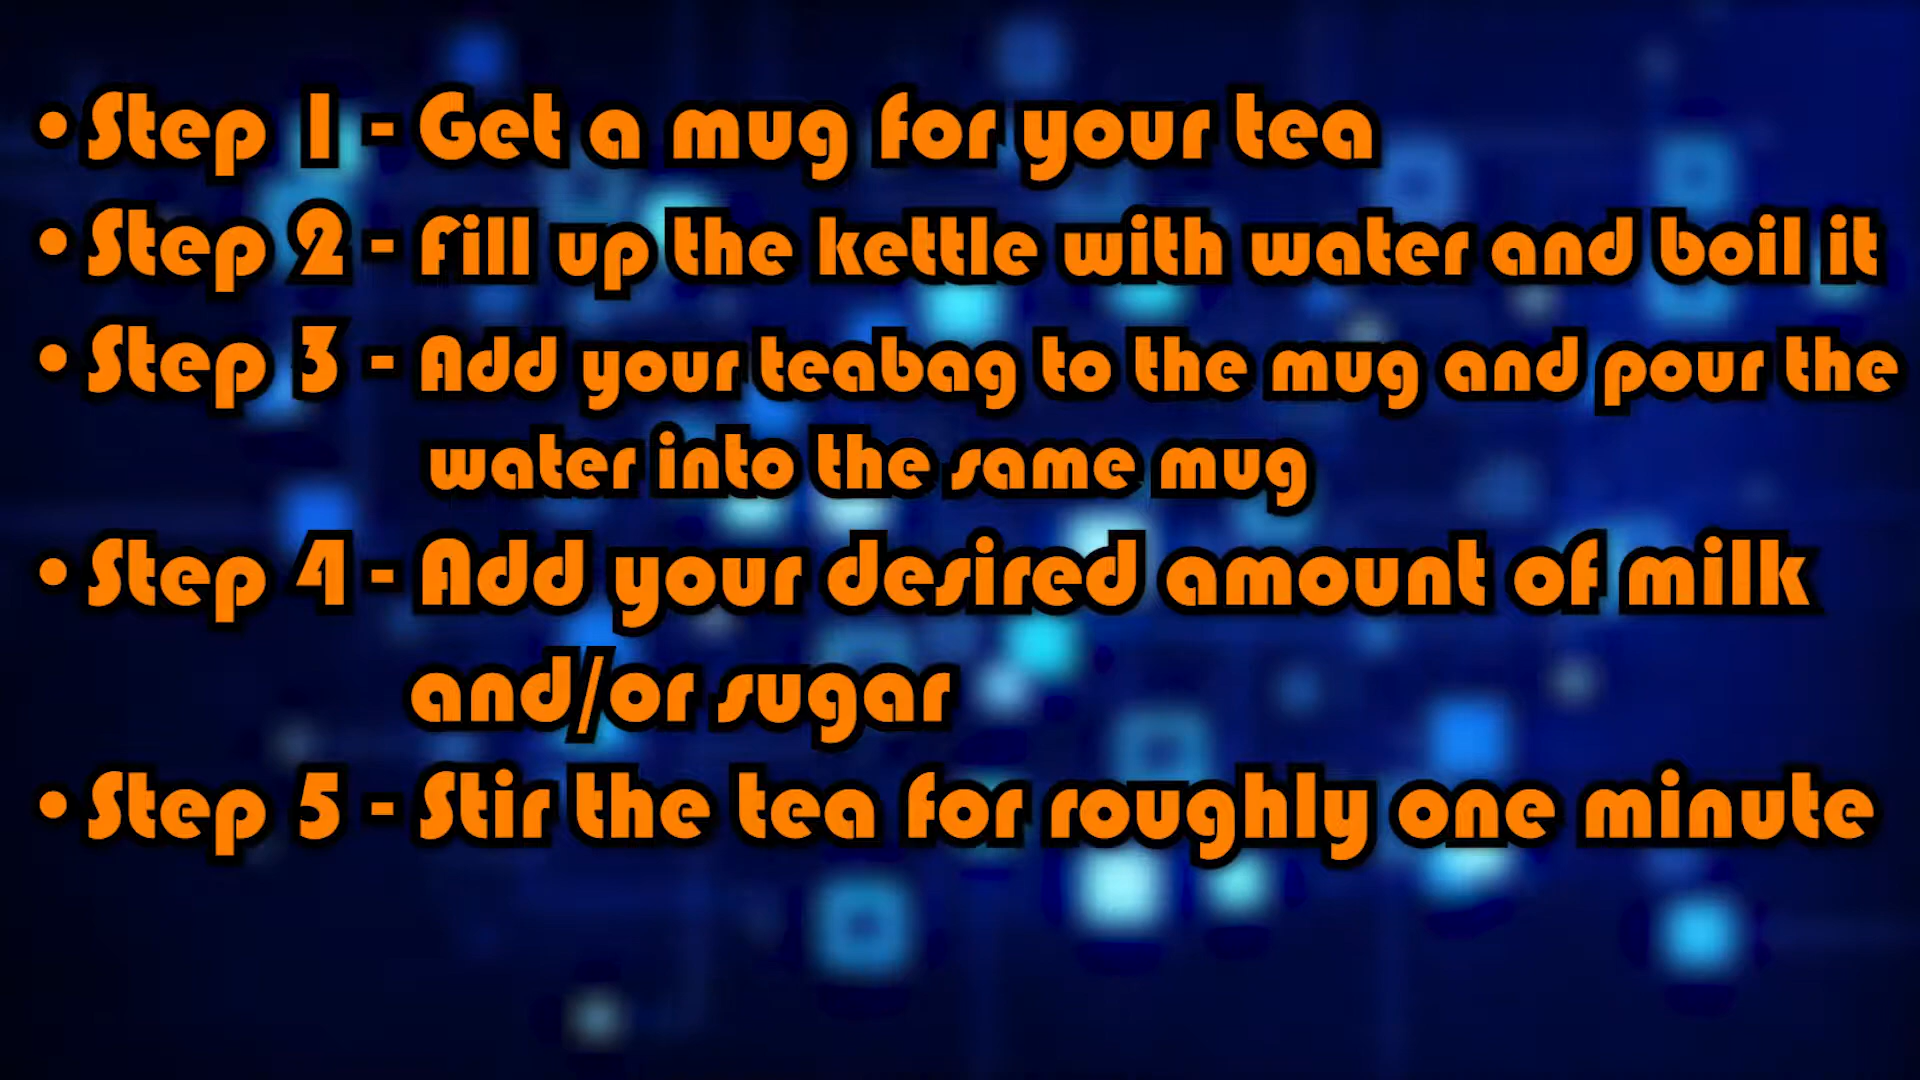 • Step 1 - Get a mug for your tea
• Step 2 - Fill up the kettle with water and boil it
• Step 3 - Add your teabag to the mug and pour the
water into the same mug
• Step 4 - Add your desired amount of milk
and/or sugar
• Step 5 - Stir the tea for roughly one minute